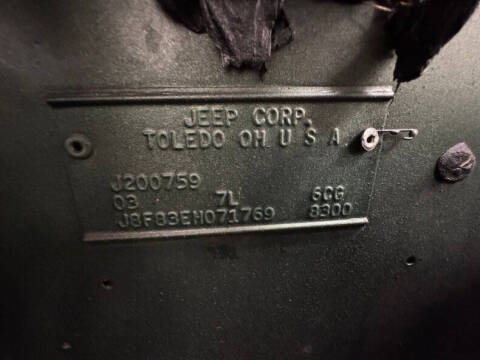 JEEP CORP.
TOLEDO OH U S A
J200759
03 7L 6CG
J8F83EH071769 8300